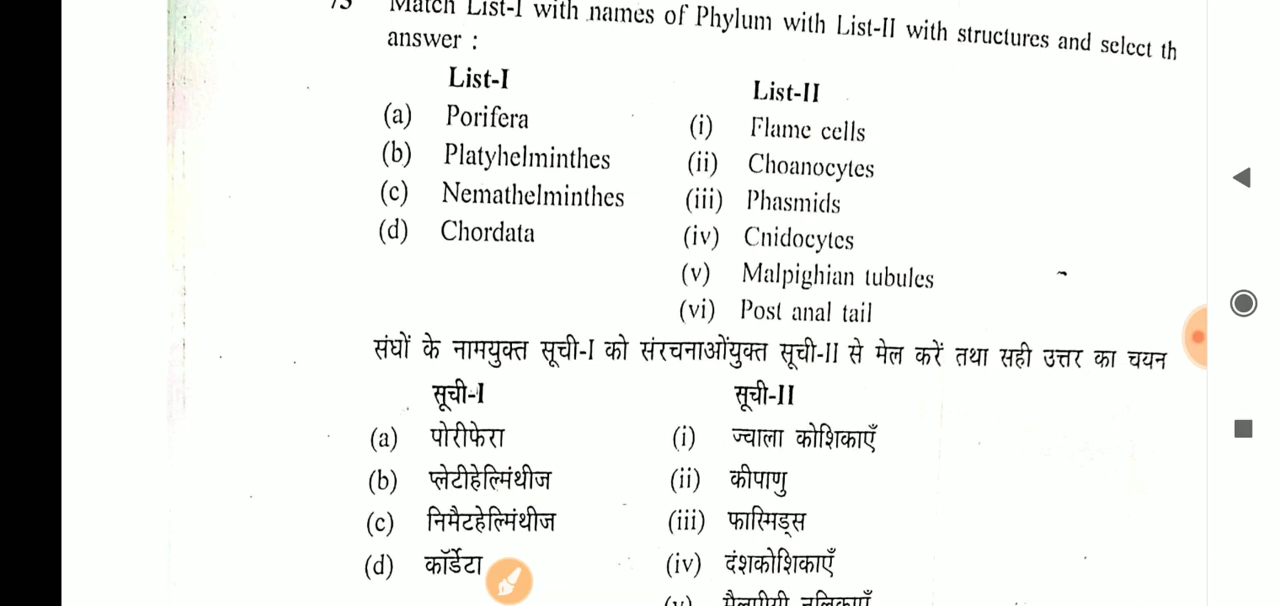 Match List-I with names of Phylum with List-II with structures and select th
answer :
List-I List-II
(a) Porifera (i) Flame cells
(b) Platyhelminthes (ii) Choanocytes
(c) Nemathelminthes (iii) Phasmids
(d) Chordata (iv) Cnidocytes
(v) Malpighian tubules
(vi) Post anal tail
संघों के नामयुक्त सूची-I को संरचनाओंयुक्त सूची-II से मेल करें तथा सही उत्तर का चयन
सूची-I सूची-II
(a) पोरीफेरा (i) ज्वाला कोशिकाएँ
(b) प्लेटीहेल्मिंथीज (ii) कीपाणु
(c) निमैटहेल्मिंथीज (iii) फास्मिड्स
(d) कॉर्डेटा (iv) दंशकोशिकाएँ
(v)